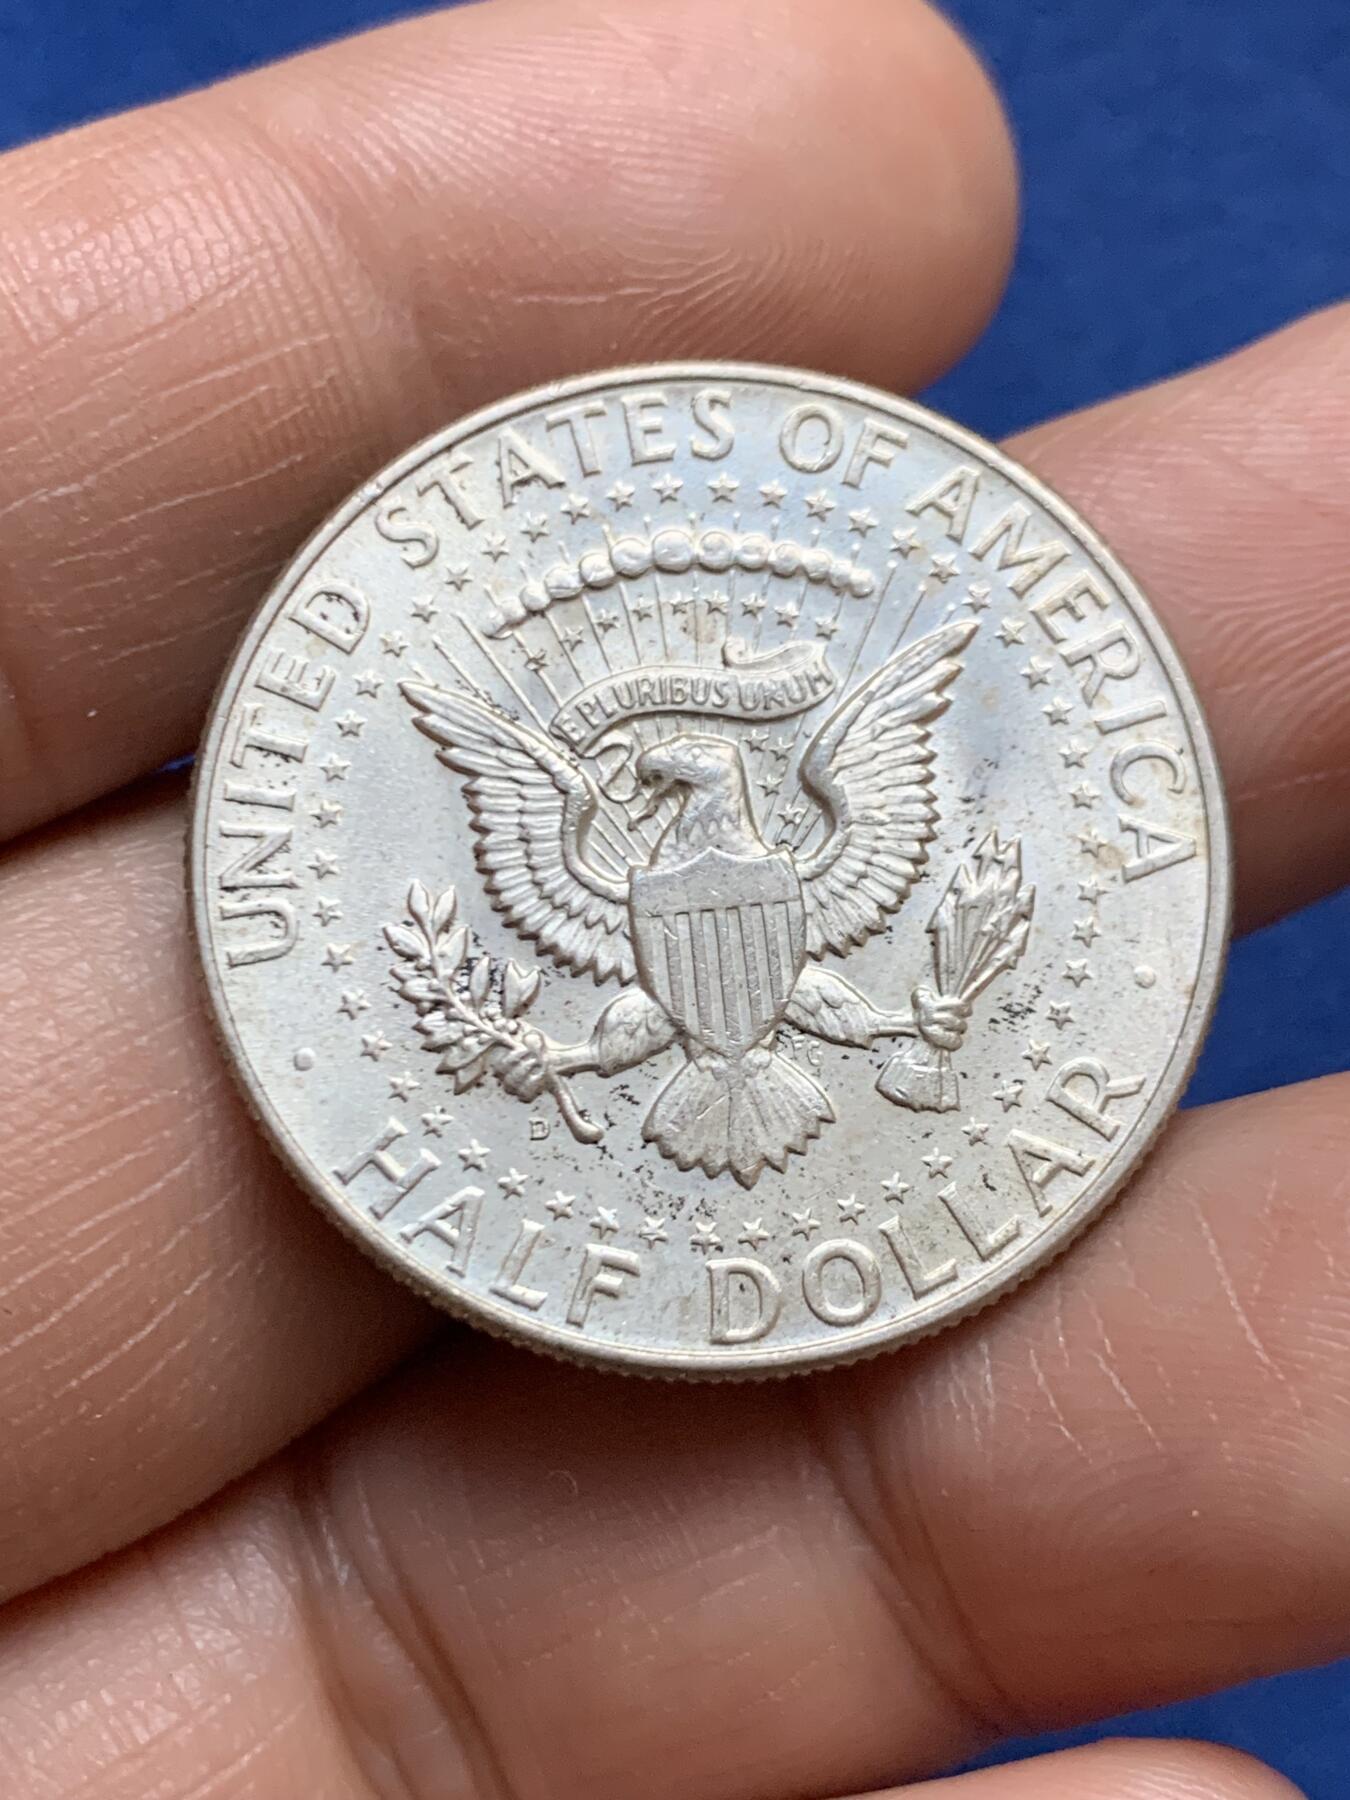 UNITED STATES OF AMERICA
E PLURIBUS UNUM
FG
D
HALF DOLLAR